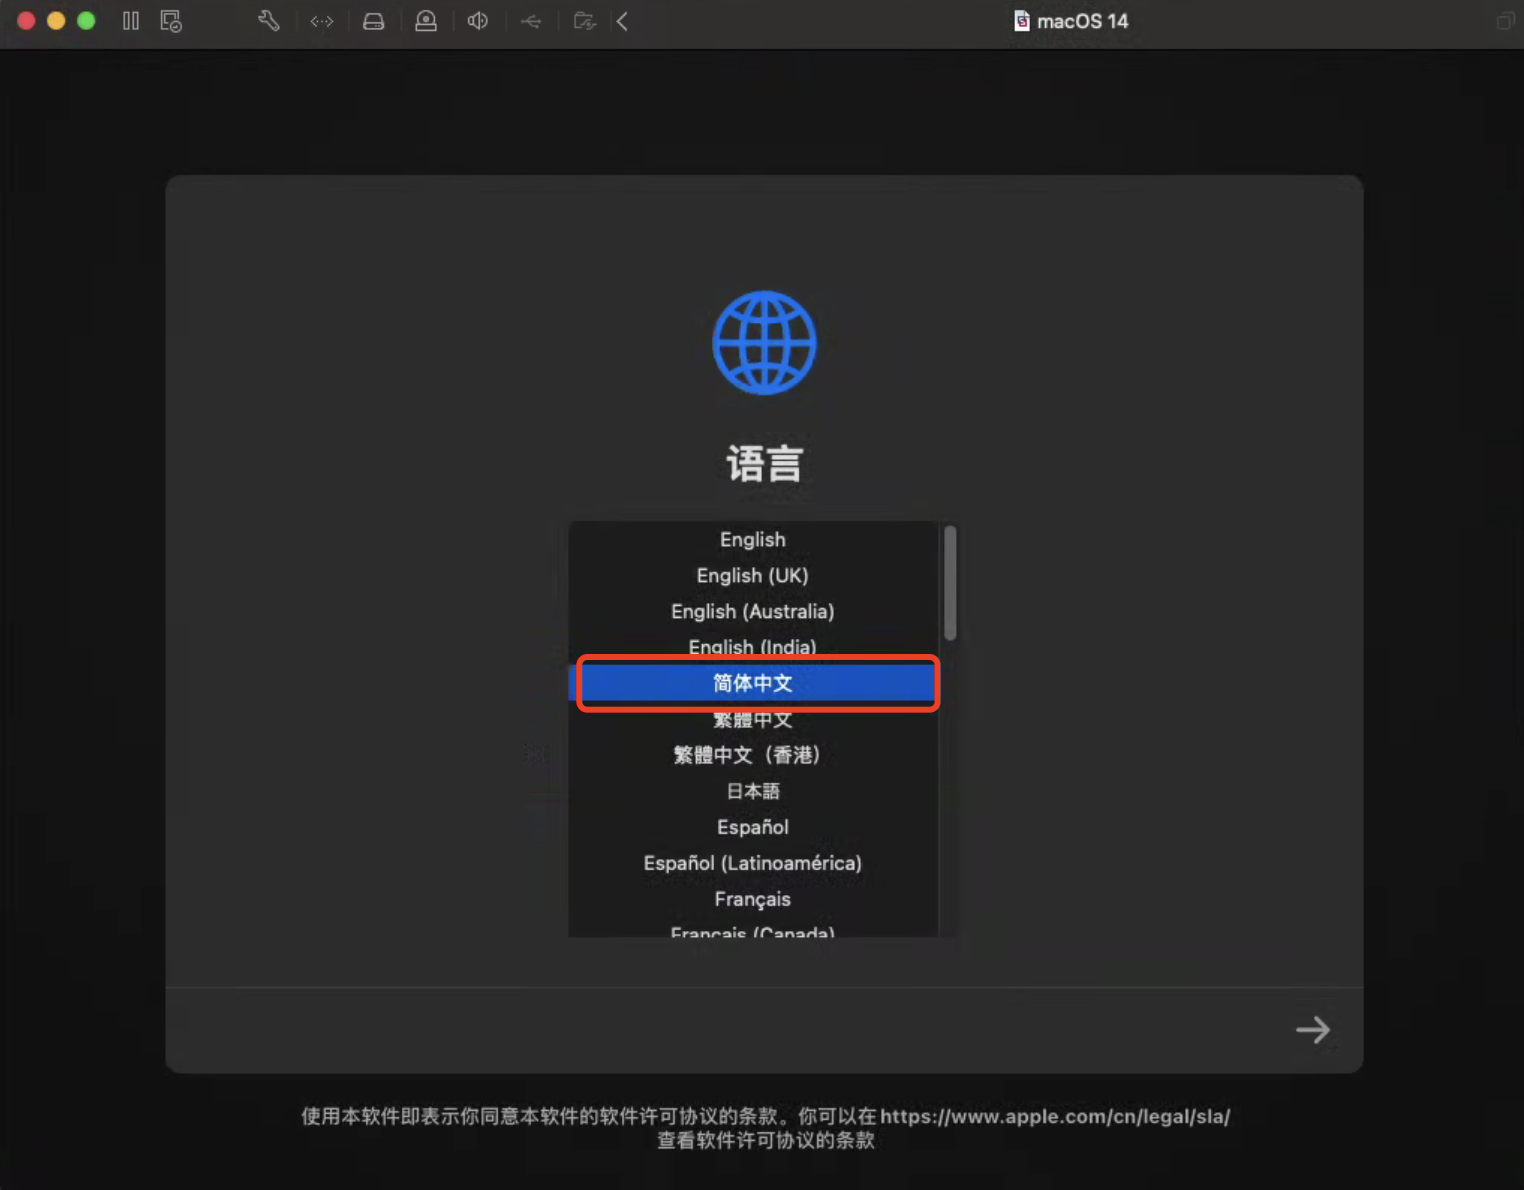 macOS 14
语言
English
English (UK)
English (Australia)
English (India)
简体中文
繁體中文
繁體中文（香港）
日本語
Español
Español (Latinoamérica)
Français
Français (Canada)
使用本软件即表示你同意本软件的软件许可协议的条款。你可以在 https://www.apple.com/cn/legal/sla/
查看软件许可协议的条款